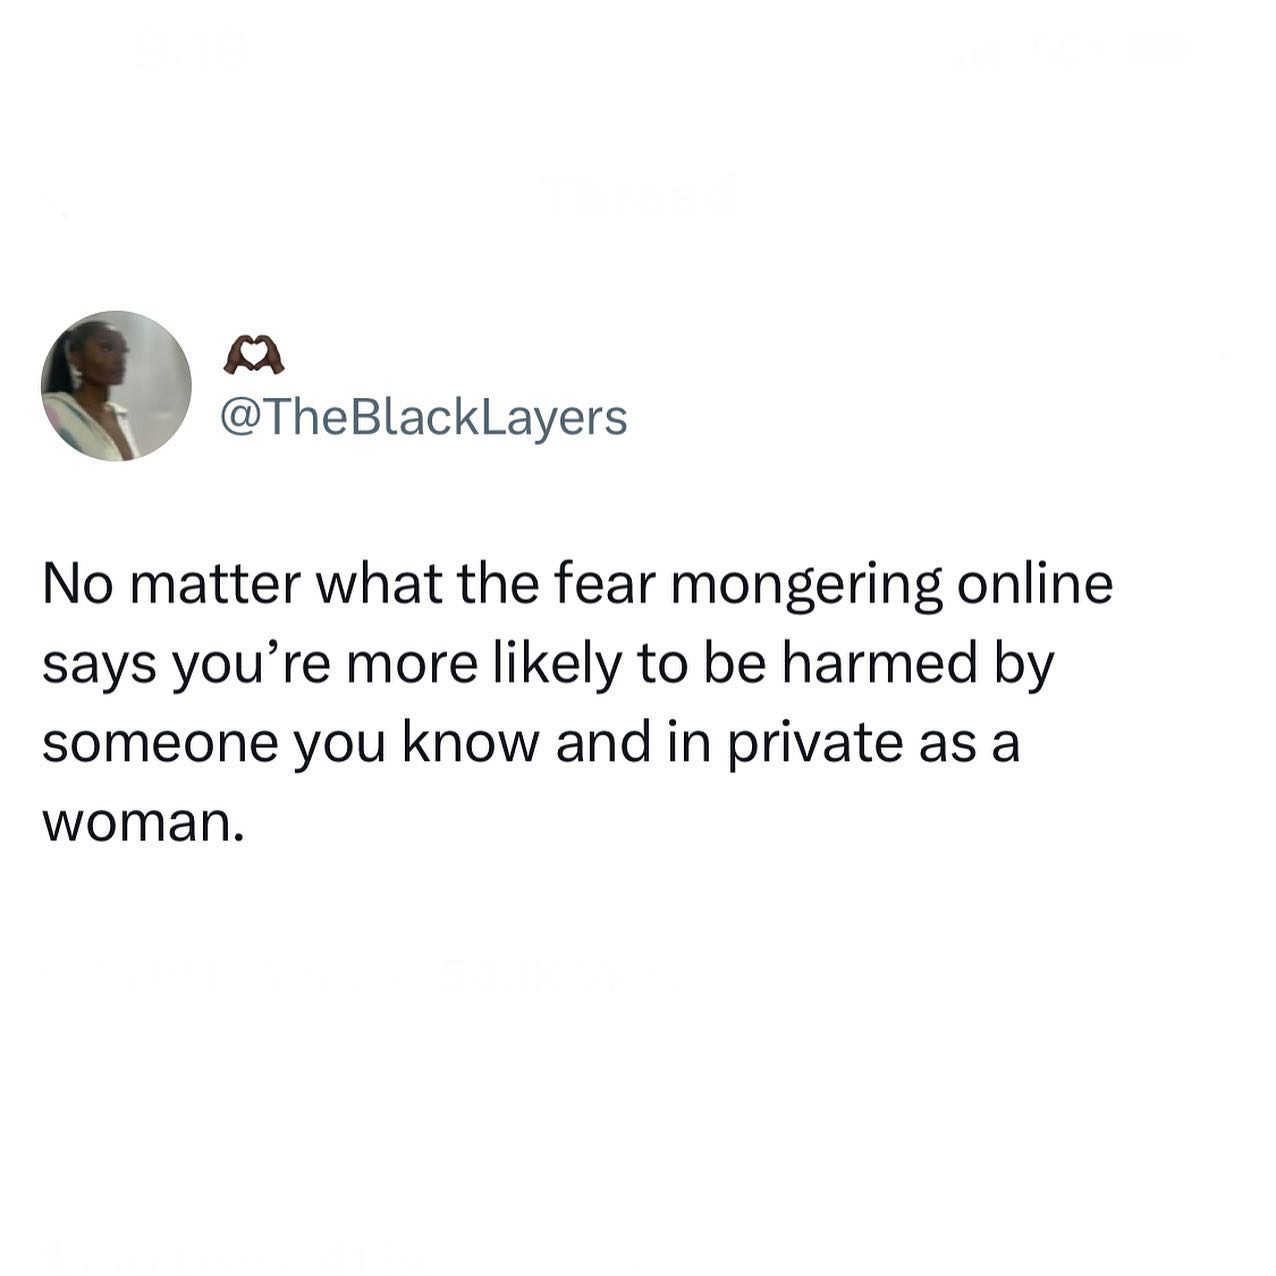 🫶🏿
@TheBlackLayers
No matter what the fear mongering online
says you’re more likely to be harmed by
someone you know and in private as a
woman.